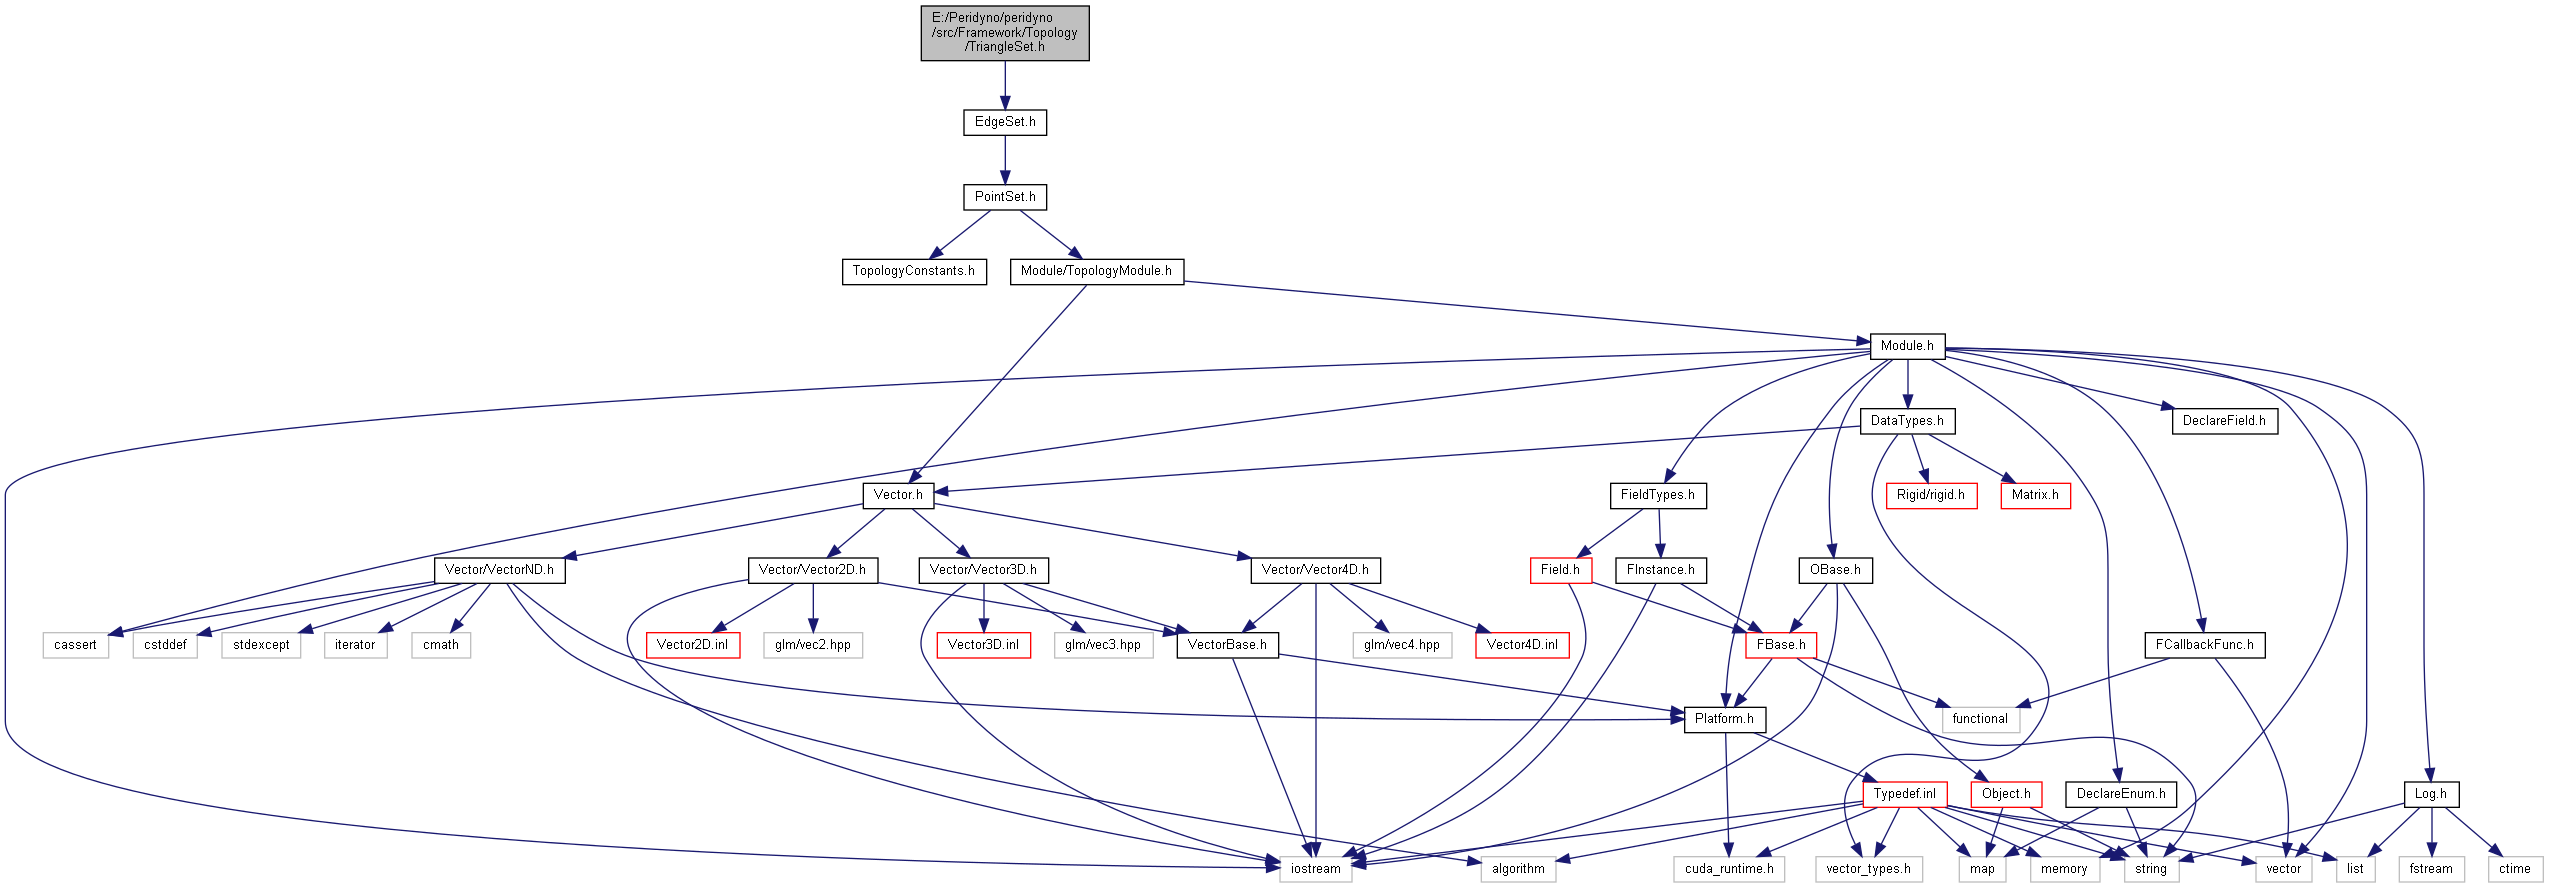 E:/Peridyno/peridyno
/src/Framework/Topology
/TriangleSet.h
EdgeSet.h
PointSet.h
TopologyConstants.h
Module/TopologyModule.h
Module.h
DataTypes.h
DeclareField.h
Vector.h
FieldTypes.h
Rigid/rigid.h
Matrix.h
Vector/VectorND.h
Vector/Vector2D.h
Vector/Vector3D.h
Vector/Vector4D.h
Field.h
FInstance.h
OBase.h
cassert
cstddef
stdexcept
iterator
cmath
Vector2D.inl
glm/vec2.hpp
Vector3D.inl
glm/vec3.hpp
VectorBase.h
glm/vec4.hpp
Vector4D.inl
FBase.h
FCallbackFunc.h
Platform.h
functional
Typedef.inl
Object.h
DeclareEnum.h
Log.h
iostream
algorithm
cuda_runtime.h
vector_types.h
map
memory
string
vector
list
fstream
ctime